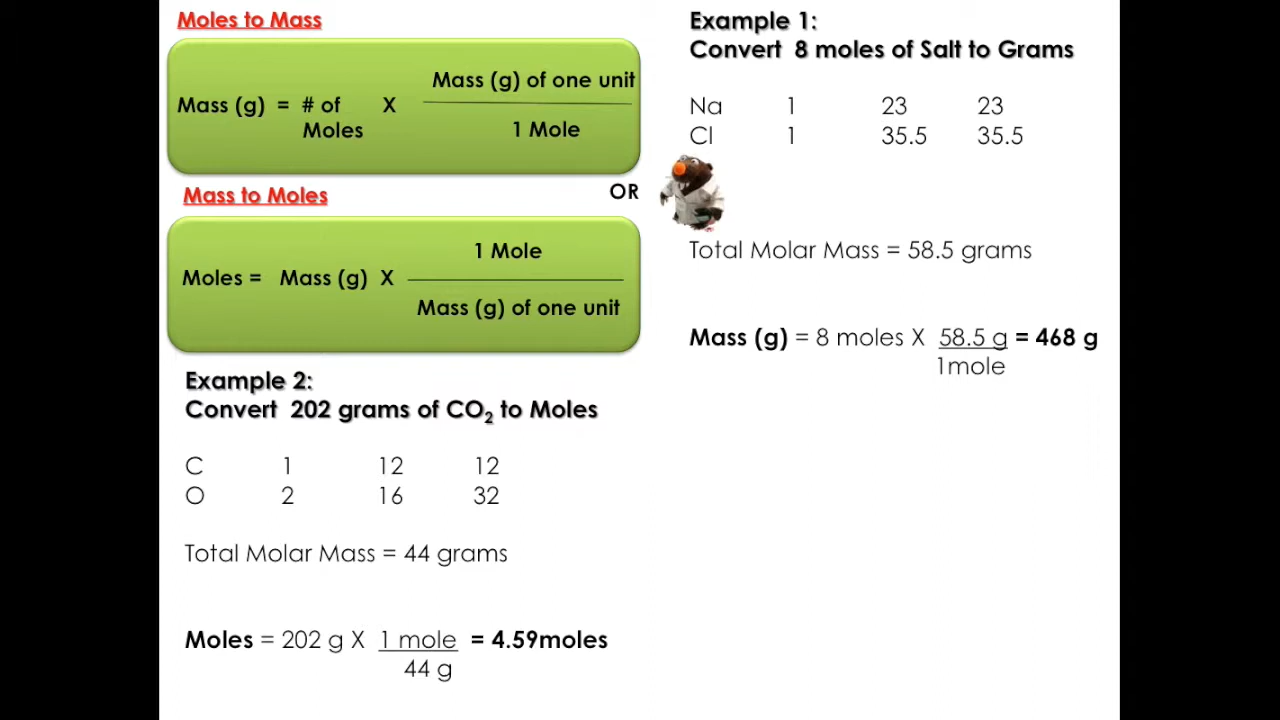 Moles to Mass
Mass (g) = # of Moles X Mass (g) of one unit
1 Mole
OR
Mass to Moles
1 Mole
Moles = Mass (g) X
Mass (g) of one unit
Example 1:
Convert 8 moles of Salt to Grams
Na 1 23 23
Cl 1 35.5 35.5
Total Molar Mass = 58.5 grams
Mass (g) = 8 moles X 58.5 g = 468 g
1mole
Example 2:
Convert 202 grams of CO₂ to Moles
C 1 12 12
O 2 16 32
Total Molar Mass = 44 grams
Moles = 202 g X 1 mole = 4.59moles
44 g